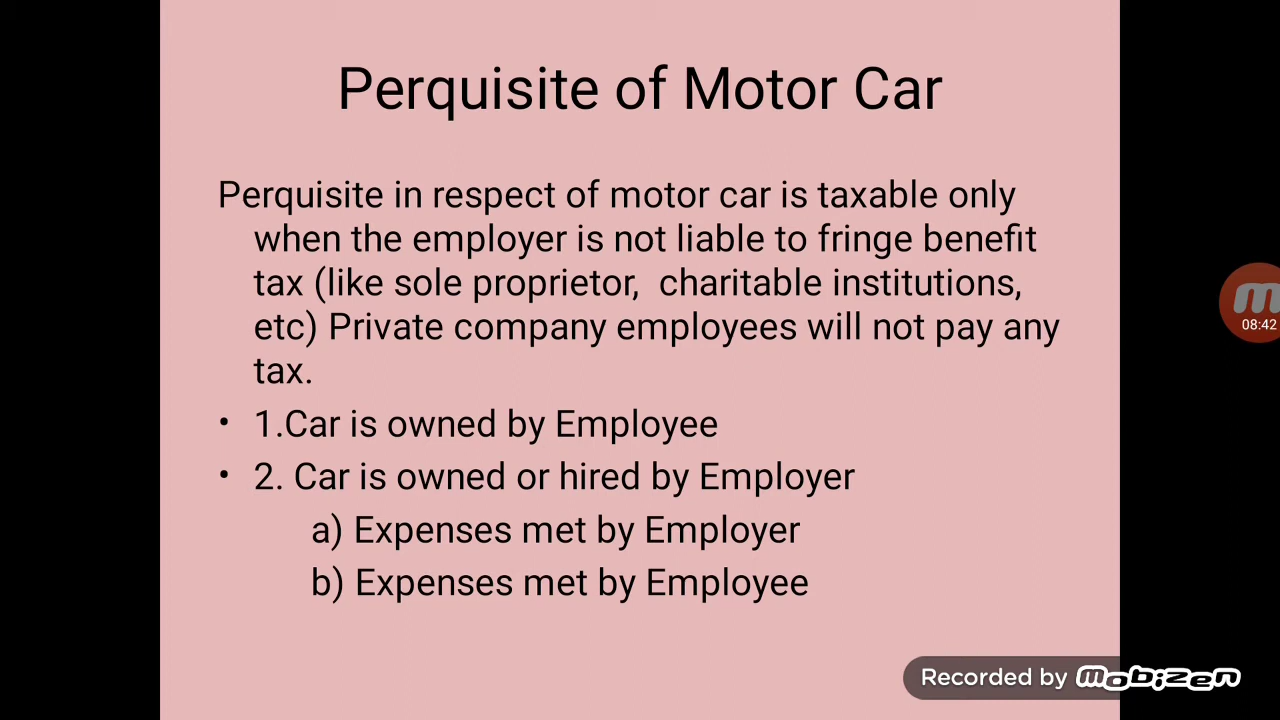 Perquisite of Motor Car
Perquisite in respect of motor car is taxable only
when the employer is not liable to fringe benefit
tax (like sole proprietor,  charitable institutions,
etc) Private company employees will not pay any
tax.
• 1.Car is owned by Employee
• 2. Car is owned or hired by Employer
a) Expenses met by Employer
b) Expenses met by Employee
08:42
Recorded by mobizen